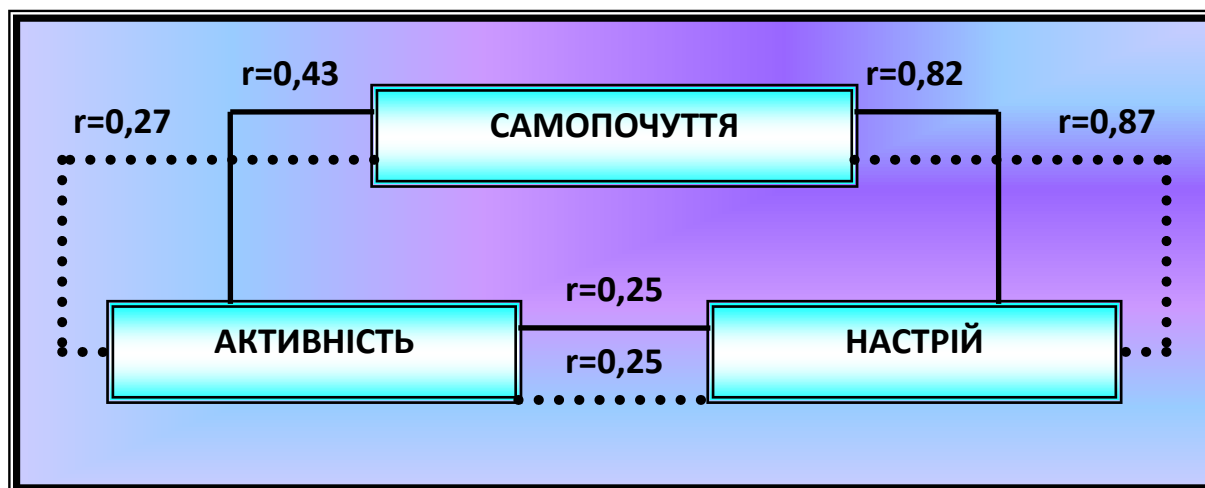 r=0,43
r=0,82
r=0,27
САМОПОЧУТТЯ
r=0,87
r=0,25
АКТИВНІСТЬ
НАСТРІЙ
r=0,25